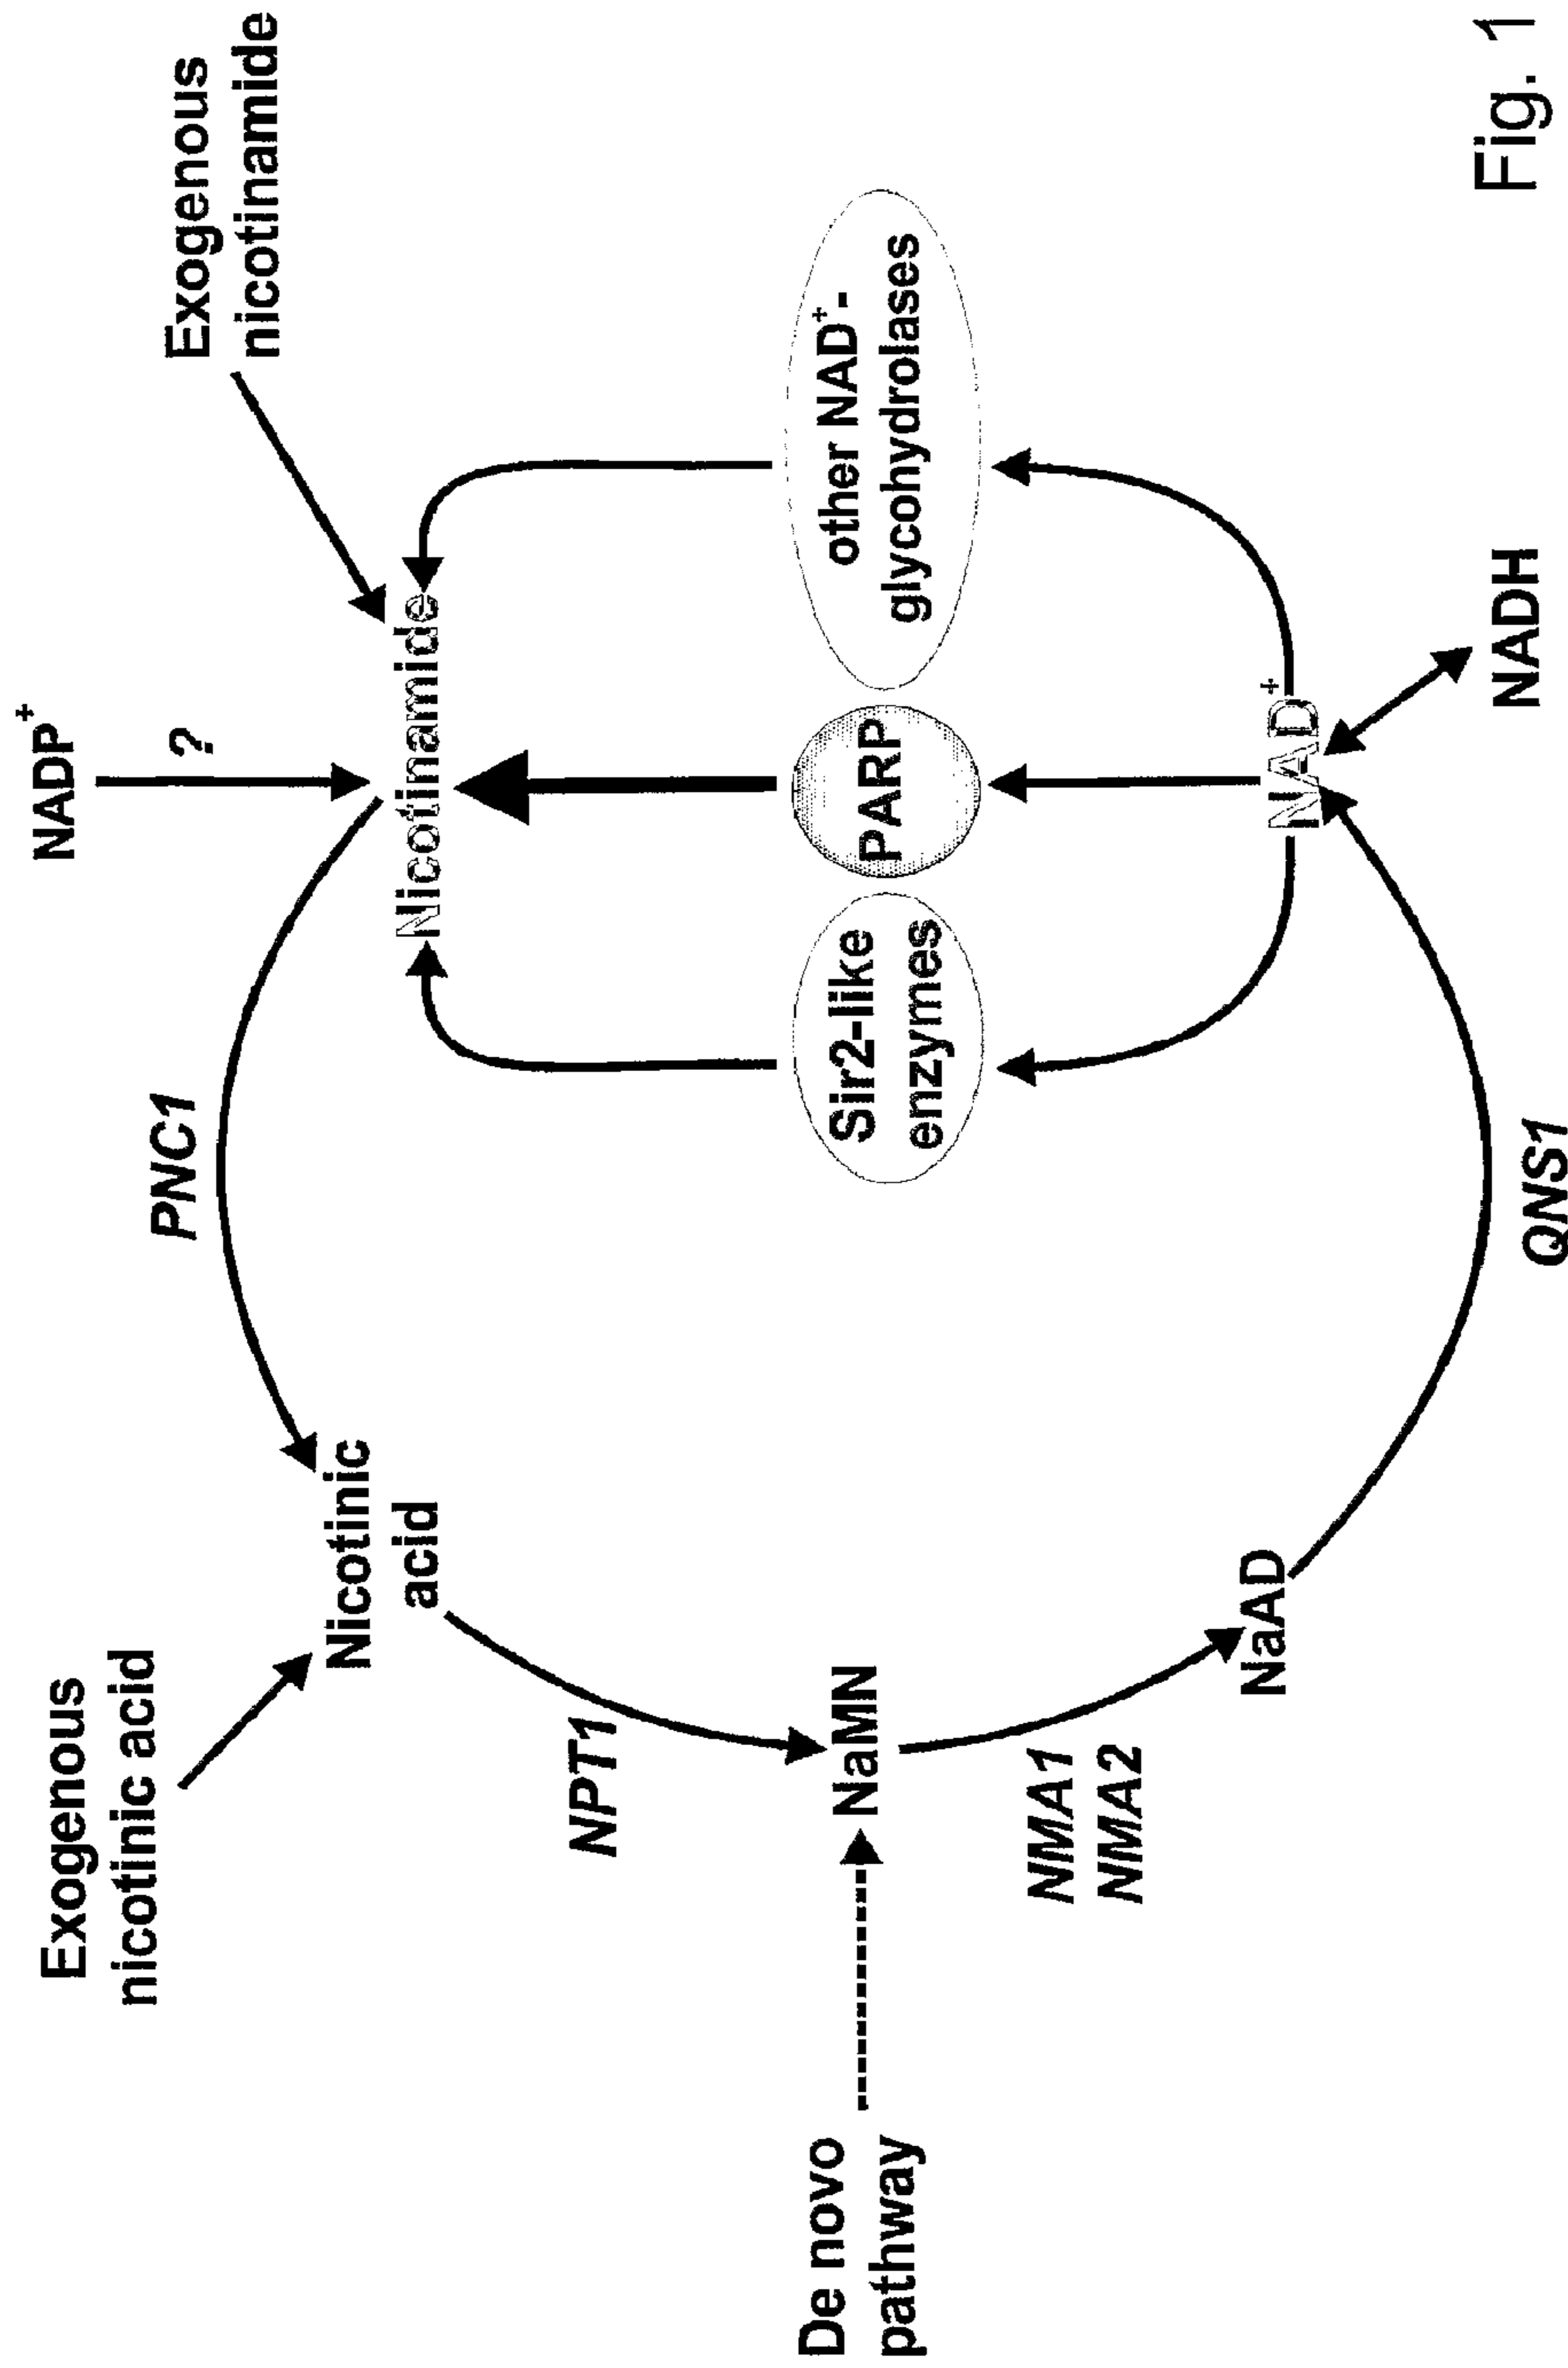 NADP⁺
?
Exogenous
nicotinamide
Exogenous
nicotinic acid
PNC1
Nicotinic
acid
Nicotinamide
NPT1
De novo
pathway
NaMN
Sir2-like
enzymes
PARP
other NAD⁺-
glycohydrolases
NMA1
NMA2
NaAD
NAD⁺
NADH
QNS1
Fig. 1